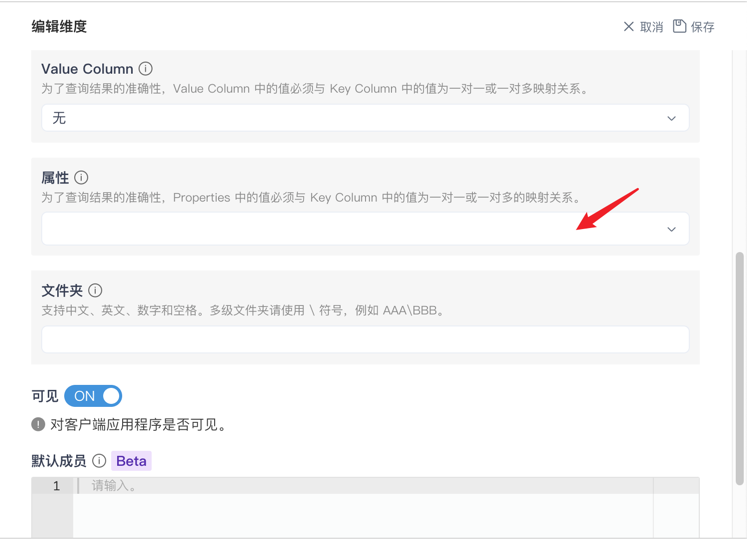 编辑维度
取消 保存
Value Column
为了查询结果的准确性，Value Column 中的值必须与 Key Column 中的值为一对一或一对多映射关系。
无
属性
为了查询结果的准确性，Properties 中的值必须与 Key Column 中的值为一对一或一对多的映射关系。
文件夹
支持中文、英文、数字和空格。多级文件夹请使用 \ 符号，例如 AAA\BBB。
可见 ON
对客户端应用程序是否可见。
默认成员 Beta
1 请输入。